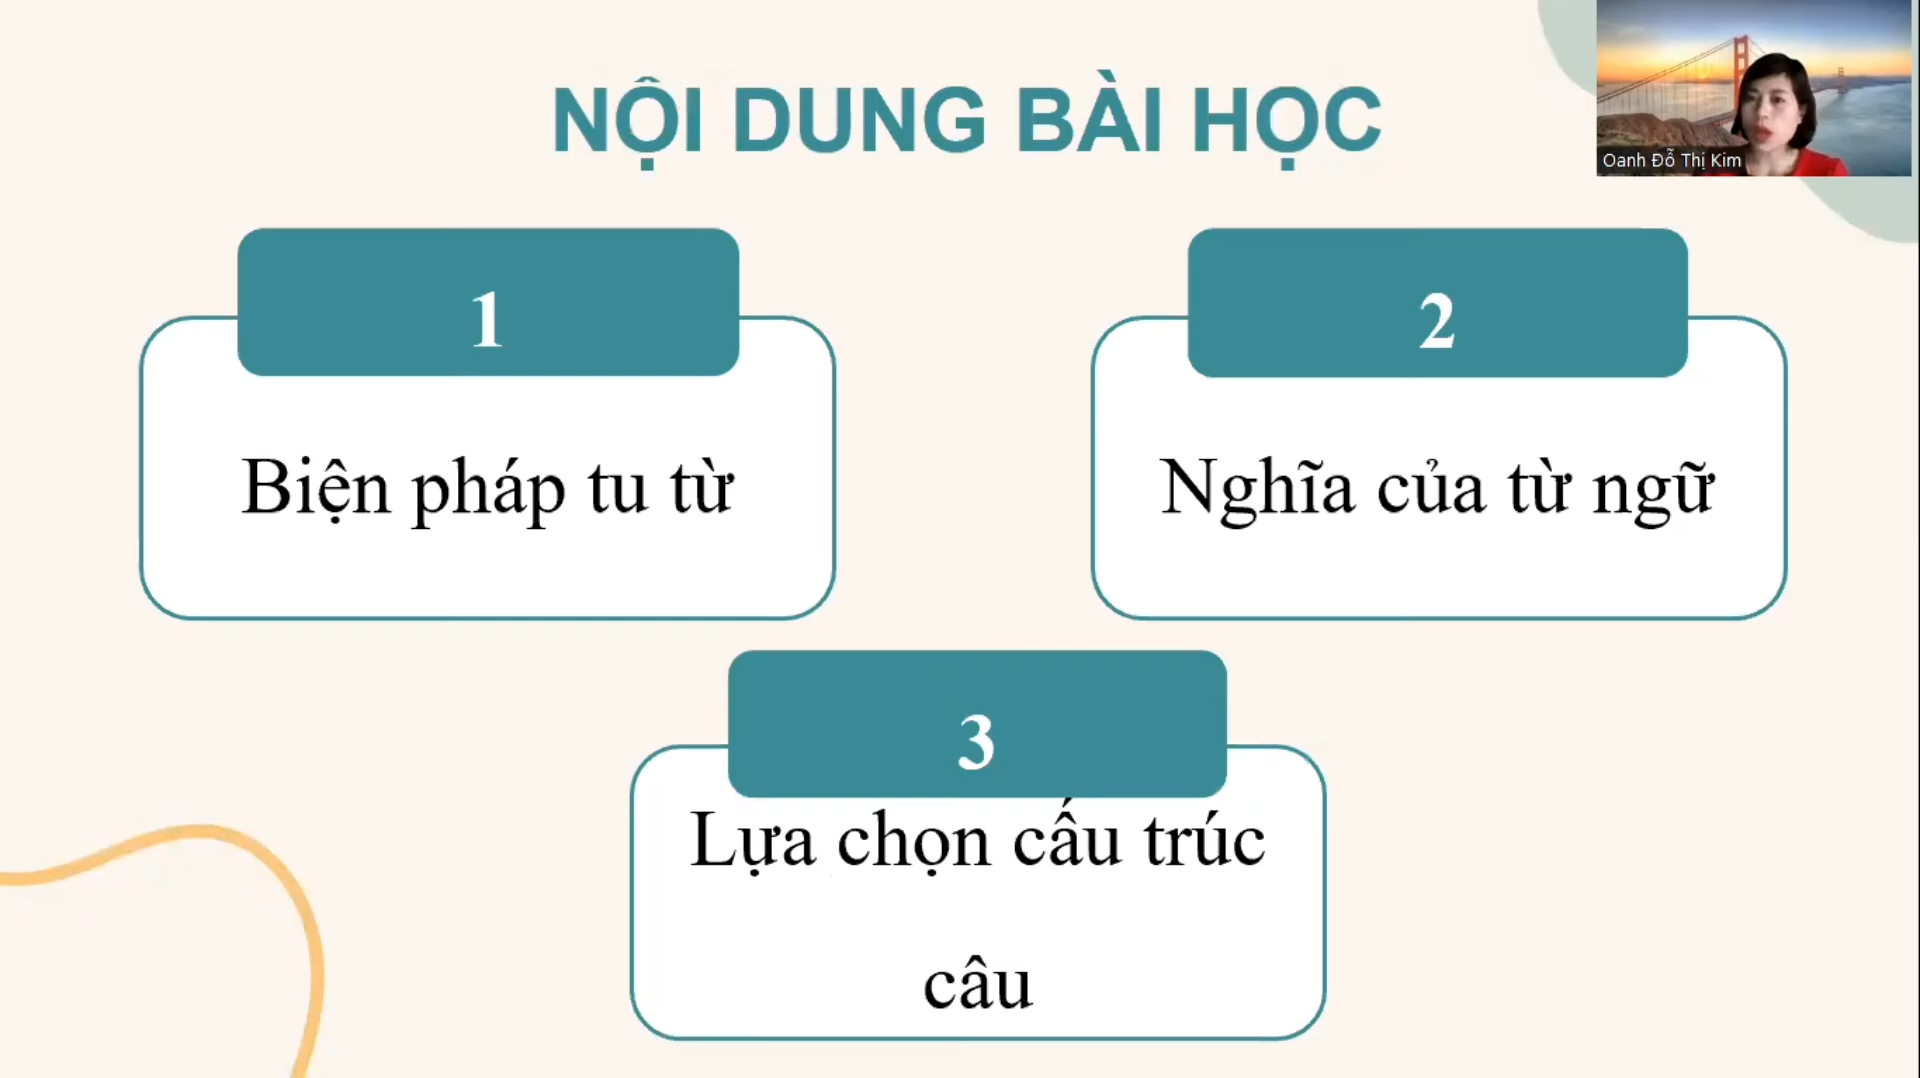 NỘI DUNG BÀI HỌC
Oanh Đỗ Thị Kim
1
Biện pháp tu từ
2
Nghĩa của từ ngữ
3
Lựa chọn cấu trúc
câu